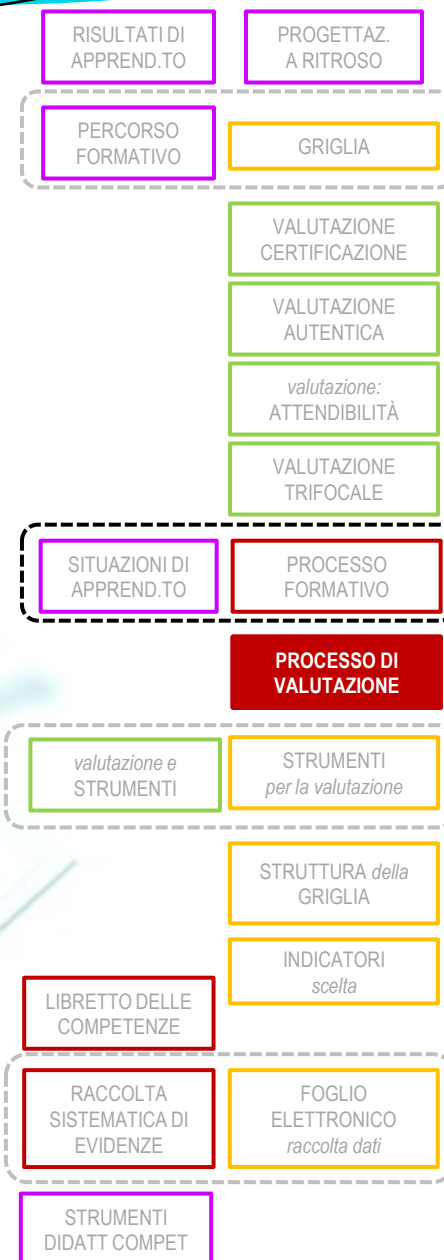 RISULTATI DI
APPREND.TO
PROGETTAZ.
A RITROSO
PERCORSO
FORMATIVO
GRIGLIA
VALUTAZIONE
CERTIFICAZIONE
VALUTAZIONE
AUTENTICA
valutazione:
ATTENDIBILITÀ
VALUTAZIONE
TRIFOCALE
SITUAZIONI DI
APPREND.TO
PROCESSO
FORMATIVO
PROCESSO DI
VALUTAZIONE
valutazione e
STRUMENTI
STRUMENTI
per la valutazione
STRUTTURA della
GRIGLIA
INDICATORI
scelta
LIBRETTO DELLE
COMPETENZE
RACCOLTA
SISTEMATICA DI
EVIDENZE
FOGLIO
ELETTRONICO
raccolta dati
STRUMENTI
DIDATT COMPET